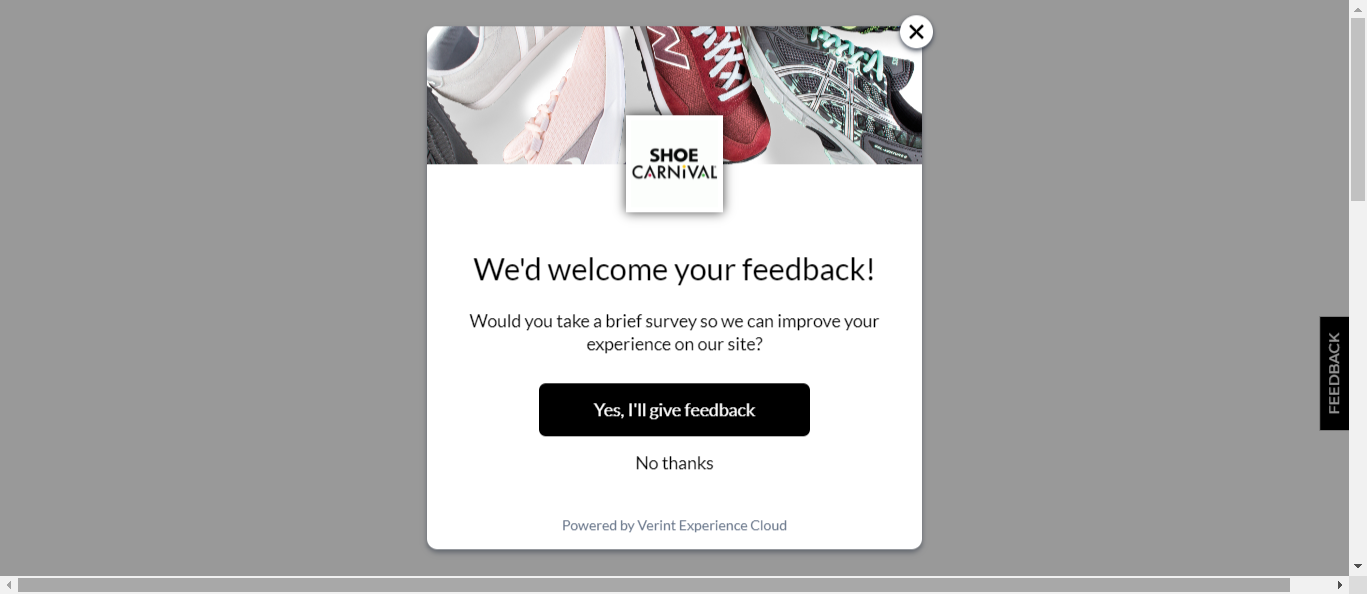 SHOE
CARNIVAL
We'd welcome your feedback!
Would you take a brief survey so we can improve your
experience on our site?
Yes, I'll give feedback
No thanks
Powered by Verint Experience Cloud
FEEDBACK